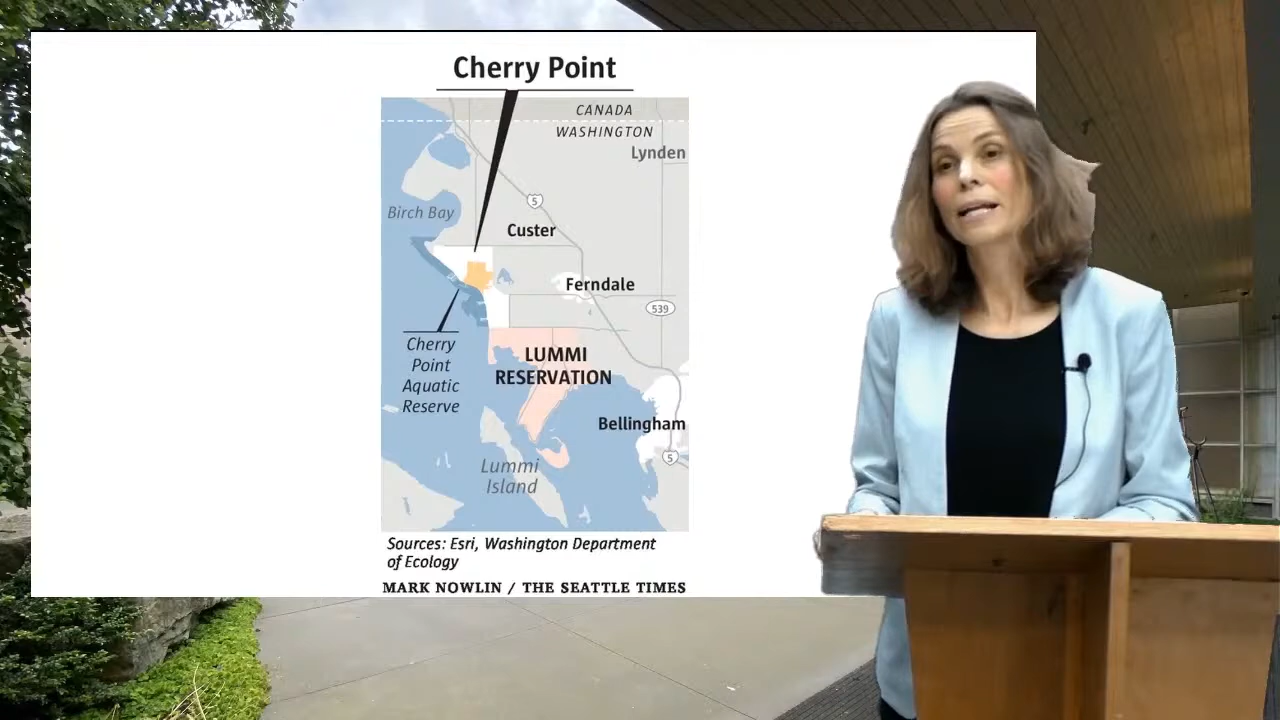 Cherry Point
CANADA
WASHINGTON
Lynden
Birch Bay
5
Custer
Ferndale
539
Cherry
Point
Aquatic
Reserve
LUMMI
RESERVATION
Bellingham
5
Lummi
Island
Sources: Esri, Washington Department
of Ecology
MARK NOWLIN / THE SEATTLE TIMES